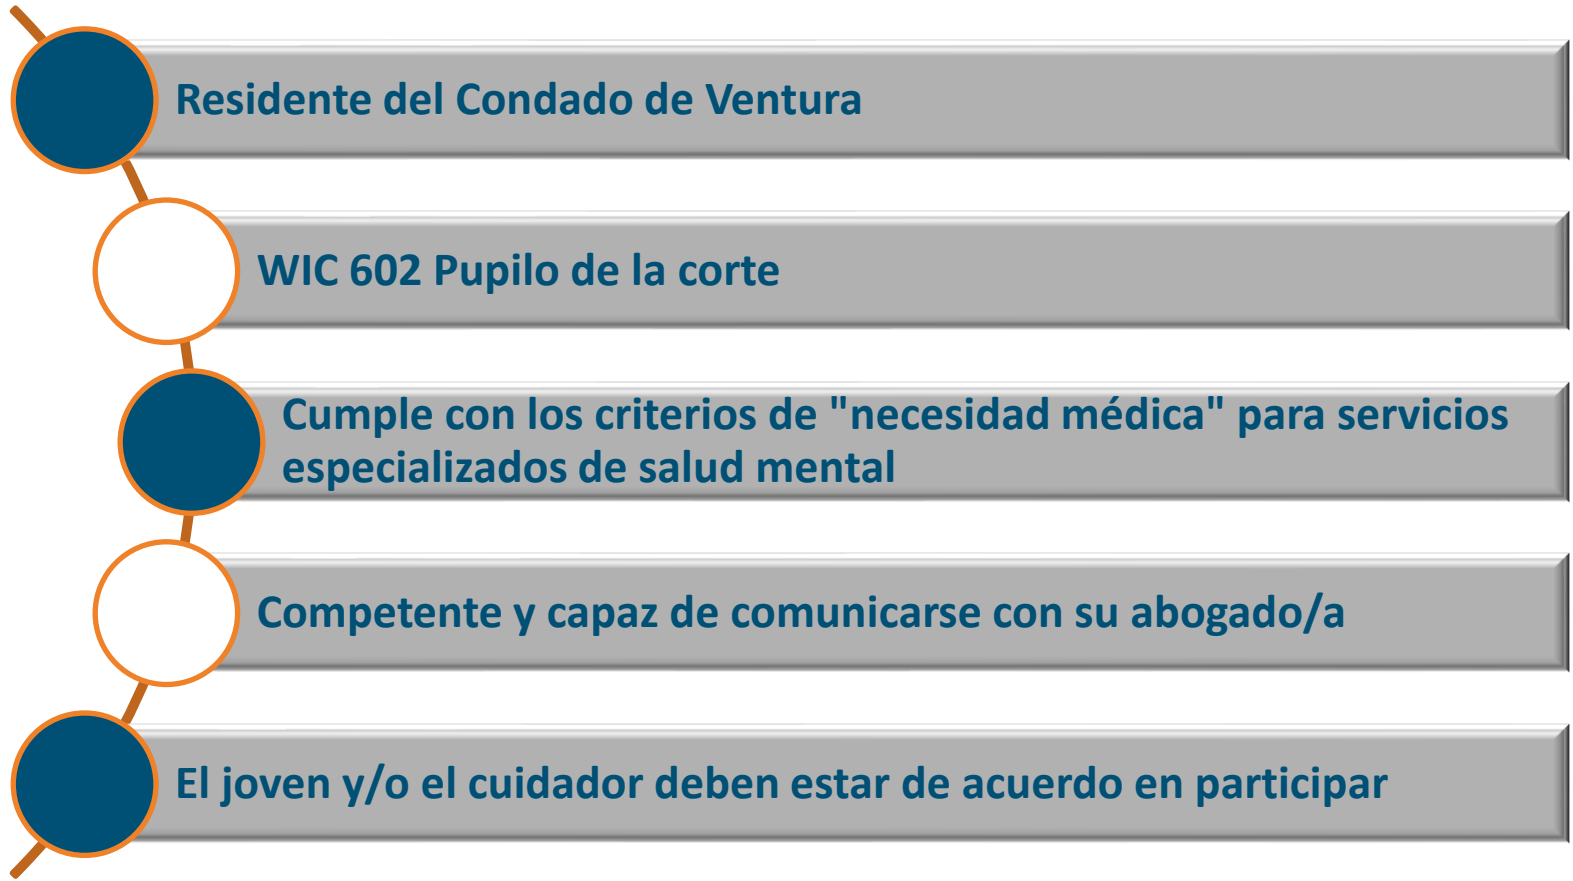 Residente del Condado de Ventura
WIC 602 Pupilo de la corte
Cumple con los criterios de "necesidad médica" para servicios
especializados de salud mental
Competente y capaz de comunicarse con su abogado/a
El joven y/o el cuidador deben estar de acuerdo en participar